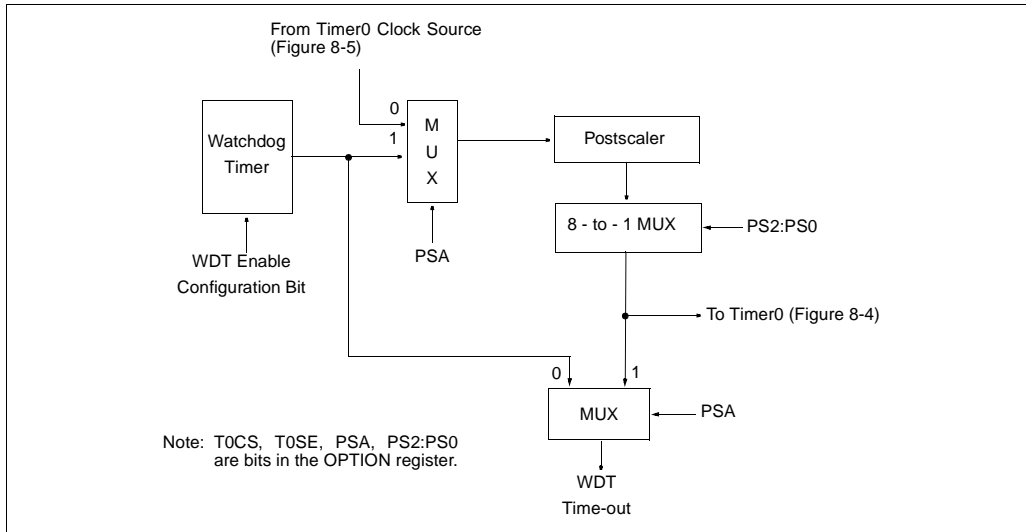 From Timer0 Clock Source
(Figure 8-5)
0
1
M
U
X
Watchdog
Timer
Postscaler
8 - to - 1 MUX
PS2:PS0
PSA
WDT Enable
Configuration Bit
To Timer0 (Figure 8-4)
0
1
MUX
PSA
Note: T0CS, T0SE, PSA, PS2:PS0
are bits in the OPTION register.
WDT
Time-out